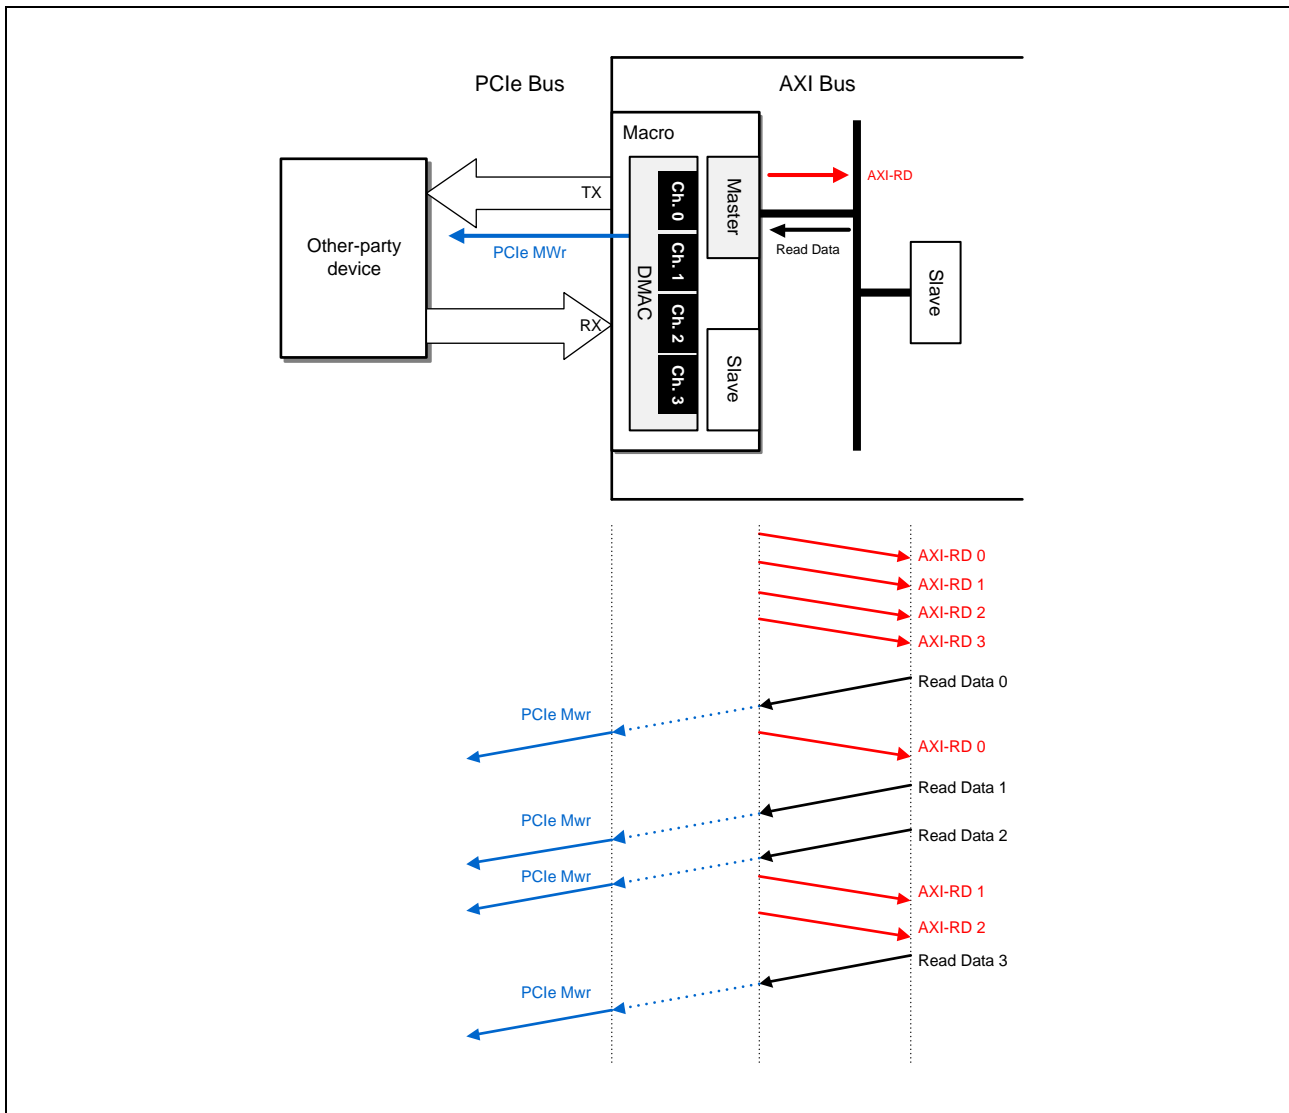 PCIe Bus
AXI Bus
Macro
TX
Ch. 0
Master
AXI-RD
Other-party
device
PCIe MWr
DMAC
Ch. 1
Read Data
Slave
RX
Ch. 2
Slave
Ch. 3
AXI-RD 0
AXI-RD 1
AXI-RD 2
AXI-RD 3
Read Data 0
PCIe Mwr
AXI-RD 0
Read Data 1
PCIe Mwr
Read Data 2
PCIe Mwr
AXI-RD 1
AXI-RD 2
Read Data 3
PCIe Mwr